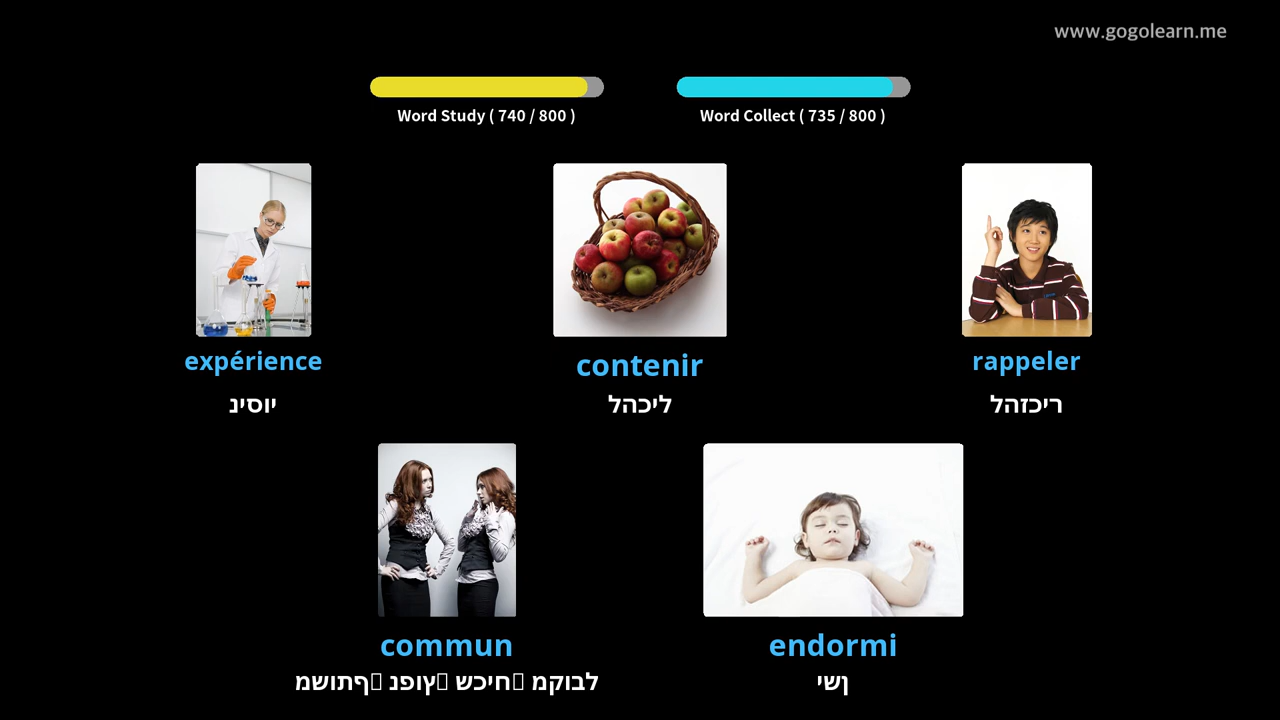 www.gogolearn.me
Word Study ( 740 / 800 )
Word Collect ( 735 / 800 )
expérience
יוסינ
contenir
ליכהל
rappeler
ריכזהל
commun
לבוקמ חיכש ץופנ ףתושמ
endormi
ןשי